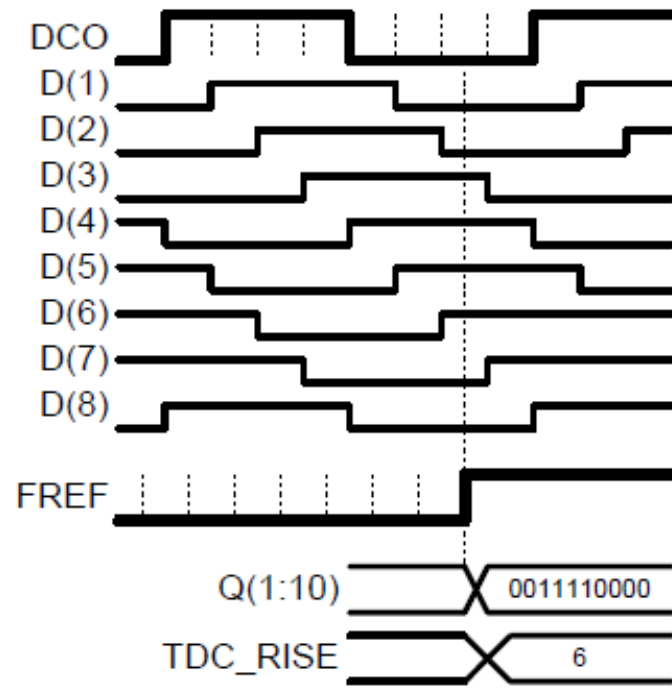 DCO
D(1)
D(2)
D(3)
D(4)
D(5)
D(6)
D(7)
D(8)
FREF
Q(1:10) 0011110000
TDC_RISE 6